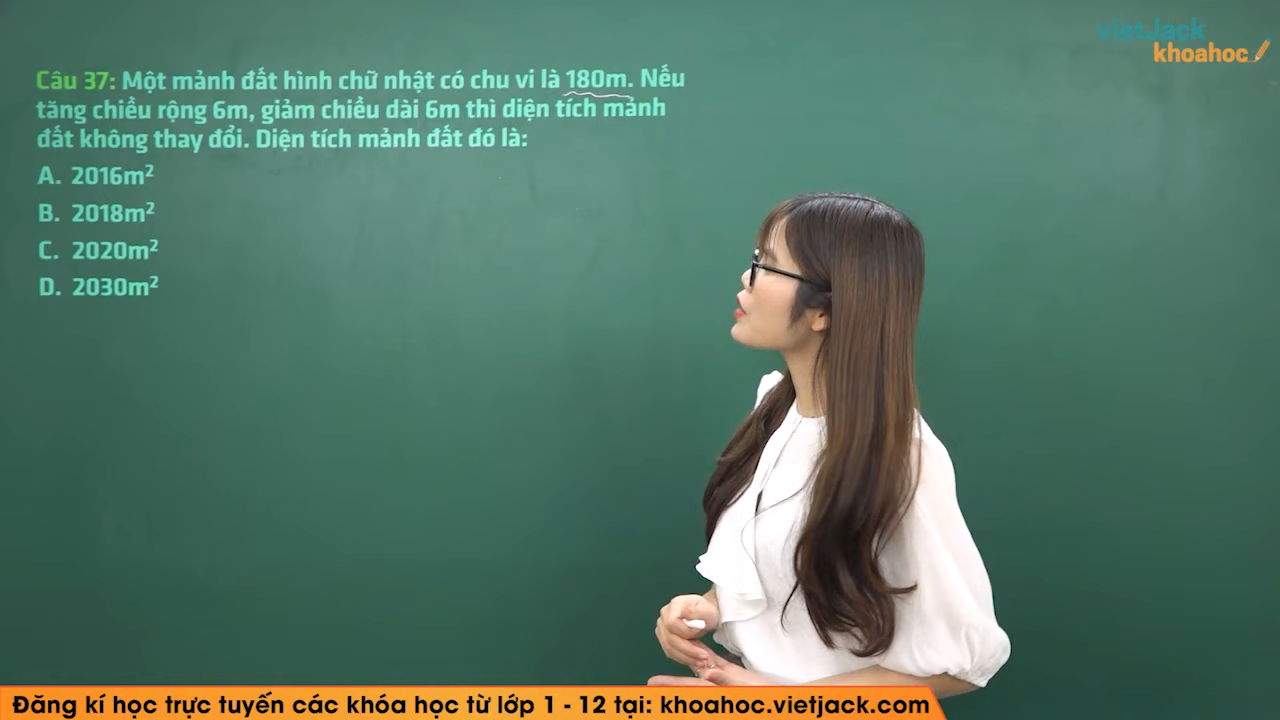 vietJack
khoahoc
Câu 37: Một mảnh đất hình chữ nhật có chu vi là 180m. Nếu
tăng chiều rộng 6m, giảm chiều dài 6m thì diện tích mảnh
đất không thay đổi. Diện tích mảnh đất đó là:
A. 2016m²
B. 2018m²
C. 2020m²
D. 2030m²
Đăng kí học trực tuyến các khóa học từ lớp 1 - 12 tại: khoahoc.vietjack.com